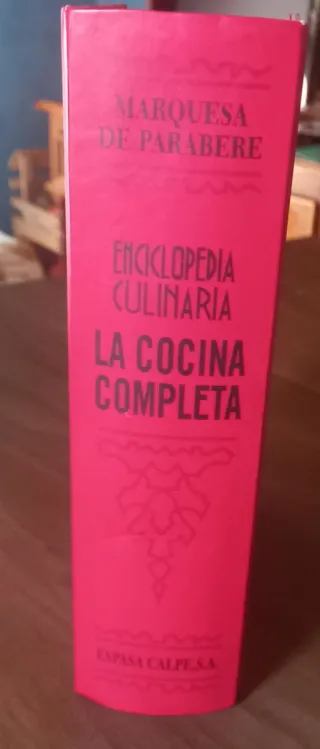 MARQUESA
DE PARABERE
ENCICLOPEDIA
CULINARIA
LA COCINA
COMPLETA
ESPASA CALPE, S.A.